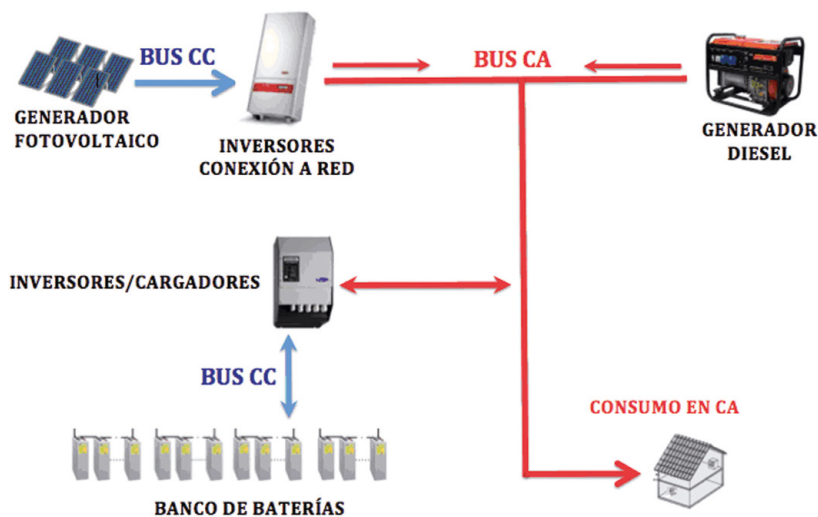 BUS CC
BUS CA
GENERADOR
FOTOVOLTAICO
INVERSORES
CONEXIÓN A RED
GENERADOR
DIESEL
INVERSORES/CARGADORES
BUS CC
CONSUMO EN CA
BANCO DE BATERÍAS